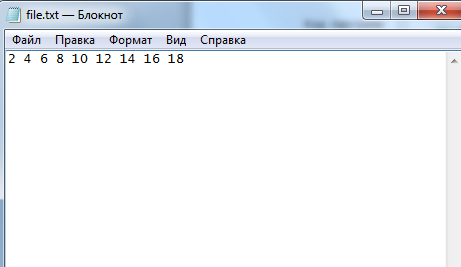 file.txt — Блокнот
Файл Правка Формат Вид Справка
2 4 6 8 10 12 14 16 18